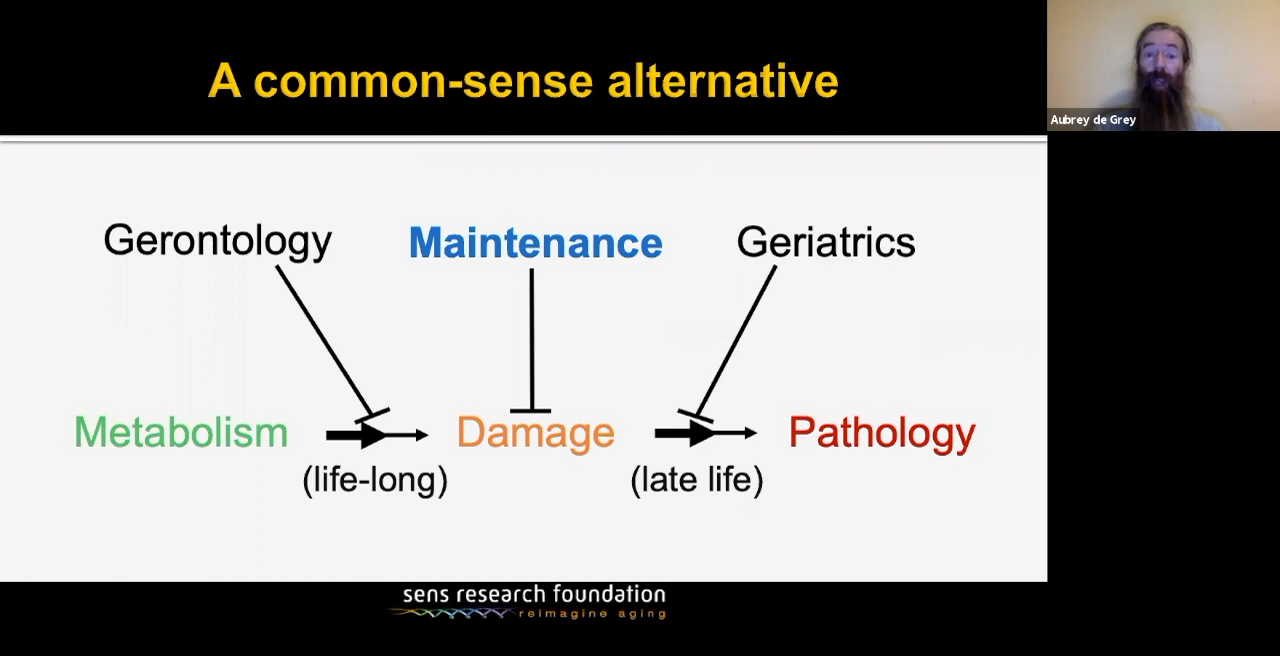 A common-sense alternative
Aubrey de Grey
Gerontology Maintenance Geriatrics
Metabolism Damage Pathology
(life-long) (late life)
sens research foundation
reimagine aging